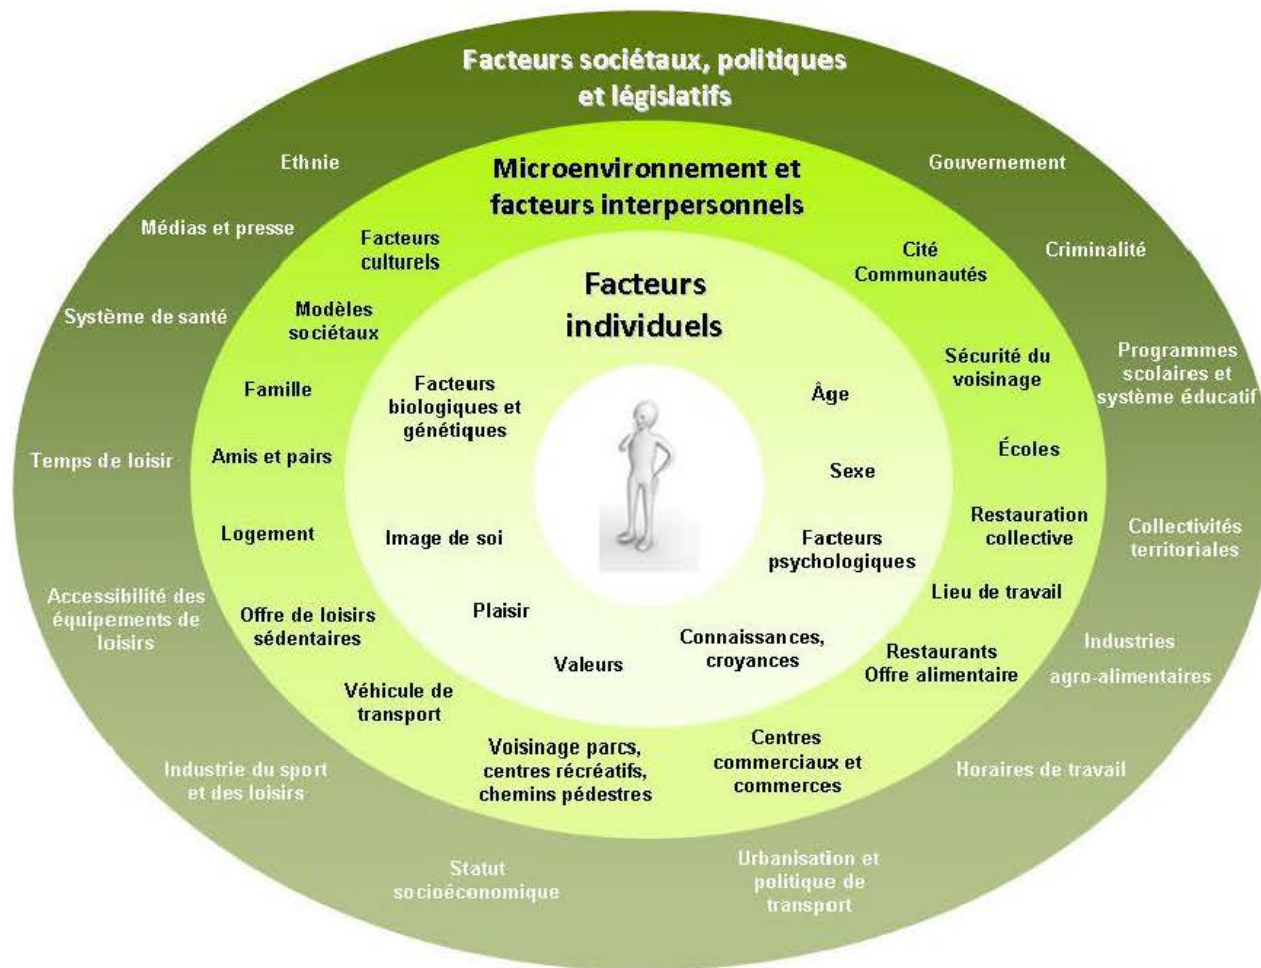 Facteurs sociétaux, politiques
et législatifs
Ethnie
Gouvernement
Médias et presse
Criminalité
Système de santé
Programmes
scolaires et
système éducatif
Temps de loisir
Collectivités
territoriales
Accessibilité des
équipements de
loisirs
Industries
agro-alimentaires
Industrie du sport
et des loisirs
Horaires de travail
Statut
socioéconomique
Urbanisation et
politique de
transport
Microenvironnement et
facteurs interpersonnels
Facteurs
culturels
Cité
Communautés
Modèles
sociétaux
Sécurité du
voisinage
Famille
Amis et pairs
Écoles
Logement
Restauration
collective
Offre de loisirs
sédentaires
Lieu de travail
Véhicule de
transport
Restaurants
Offre alimentaire
Voisinage parcs,
centres récréatifs,
chemins pédestres
Centres
commerciaux et
commerces
Facteurs
individuels
Facteurs
biologiques et
génétiques
Âge
Sexe
Image de soi
Facteurs
psychologiques
Plaisir
Valeurs
Connaissances,
croyances